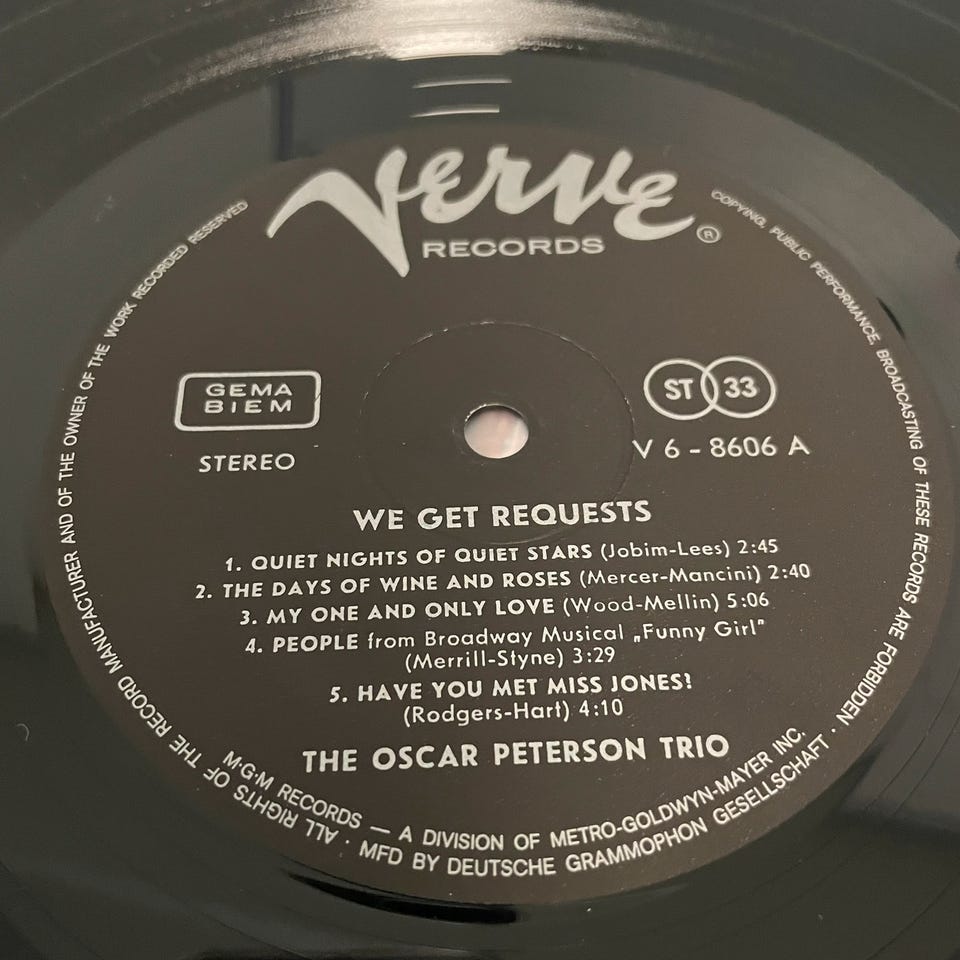 Verve
RECORDS ®
GEMA
BIEM
STEREO
ST 33
V 6 - 8606 A
WE GET REQUESTS
1. QUIET NIGHTS OF QUIET STARS (Jobim-Lees) 2:45
2. THE DAYS OF WINE AND ROSES (Mercer-Mancini) 2:40
3. MY ONE AND ONLY LOVE (Wood-Mellin) 5:06
4. PEOPLE from Broadway Musical „Funny Girl"
(Merrill-Styne) 3:29
5. HAVE YOU MET MISS JONES?
(Rodgers-Hart) 4:10
THE OSCAR PETERSON TRIO
M·G·M RECORDS — A DIVISION OF METRO-GOLDWYN-MAYER INC.
ALL RIGHTS OF THE RECORD MANUFACTURER AND OF THE OWNER OF THE WORK RECORDED RESERVED
COPYING, PUBLIC PERFORMANCE, BROADCASTING OF THESE RECORDS ARE FORBIDDEN · MFD BY DEUTSCHE GRAMMOPHON GESELLSCHAFT ·